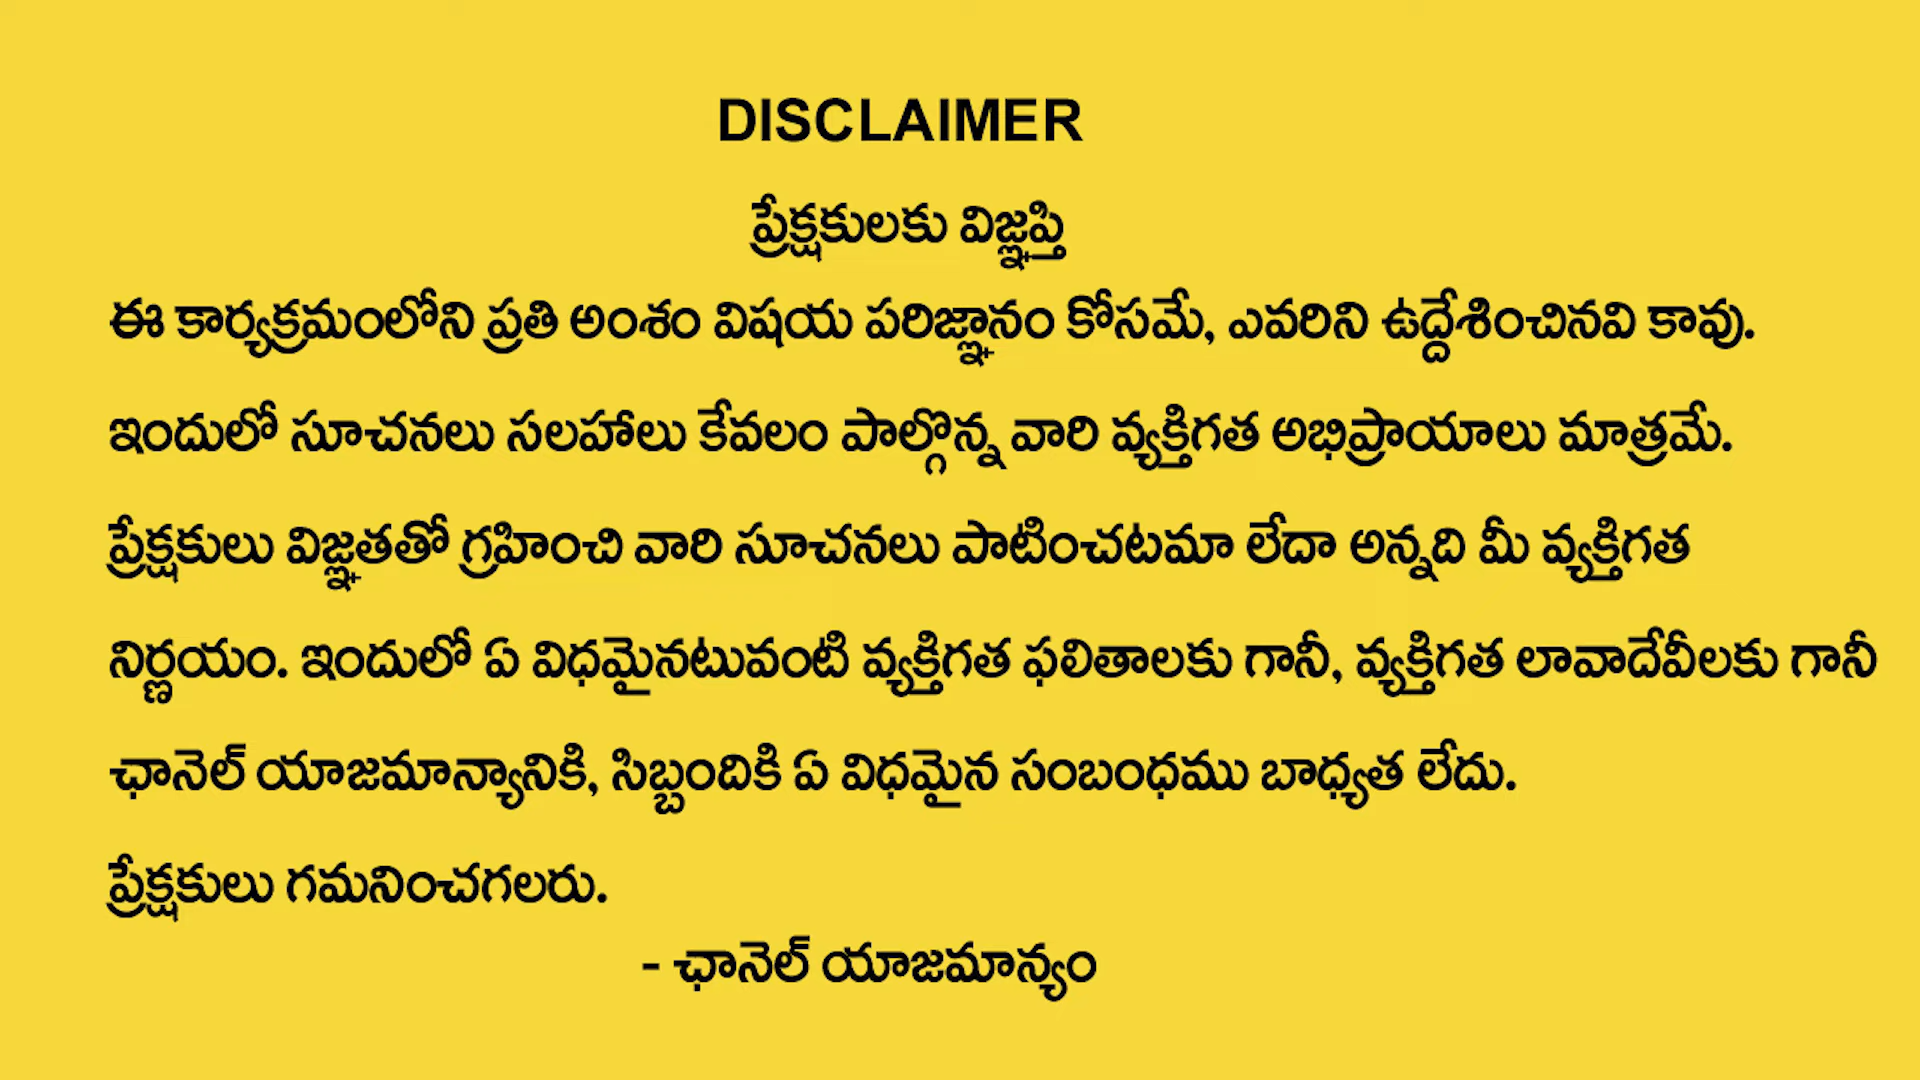 DISCLAIMER
ప్రేక్షకులకు విజ్ఞప్తి
ఈ కార్యక్రమంలోని ప్రతి అంశం విషయ పరిజ్ఞానం కోసమే, ఎవరిని ఉద్దేశించినవి కావు.
ఇందులో సూచనలు సలహాలు కేవలం పాల్గొన్న వారి వ్యక్తిగత అభిప్రాయాలు మాత్రమే.
ప్రేక్షకులు విజ్ఞతతో గ్రహించి వారి సూచనలు పాటించటమా లేదా అన్నది మీ వ్యక్తిగత
నిర్ణయం. ఇందులో ఏ విధమైనటువంటి వ్యక్తిగత ఫలితాలకు గానీ, వ్యక్తిగత లావాదేవీలకు గానీ
ఛానెల్ యాజమాన్యానికి, సిబ్బందికి ఏ విధమైన సంబంధము బాధ్యత లేదు.
ప్రేక్షకులు గమనించగలరు.
- ఛానెల్ యాజమాన్యం